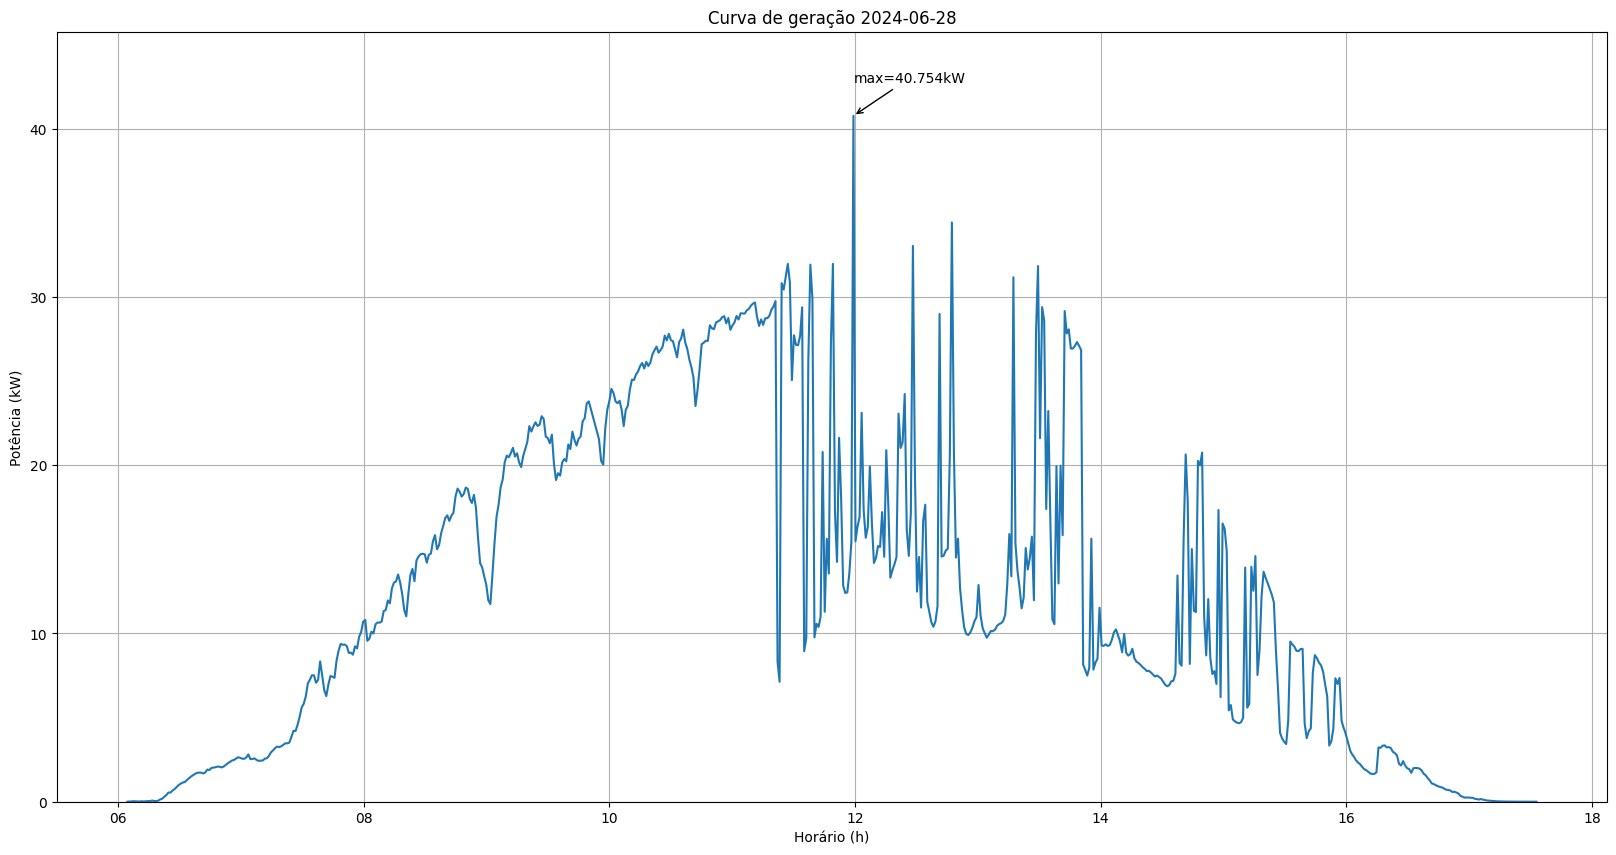 Curva de geração 2024-06-28
max=40.754kW
Potência (kW)
40
30
20
10
0
06 08 10 12 14 16 18
Horário (h)